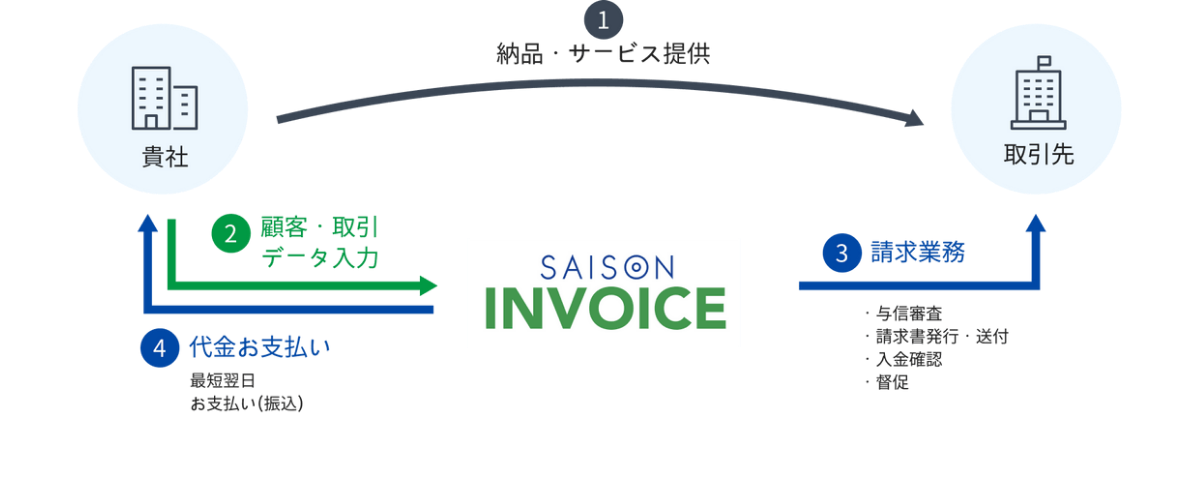 1
納品・サービス提供
貴社
取引先
2
顧客・取引
データ入力
SAISON
INVOICE
3
請求業務
・与信審査
・請求書発行・送付
・入金確認
・督促
4
代金お支払い
最短翌日
お支払い(振込)